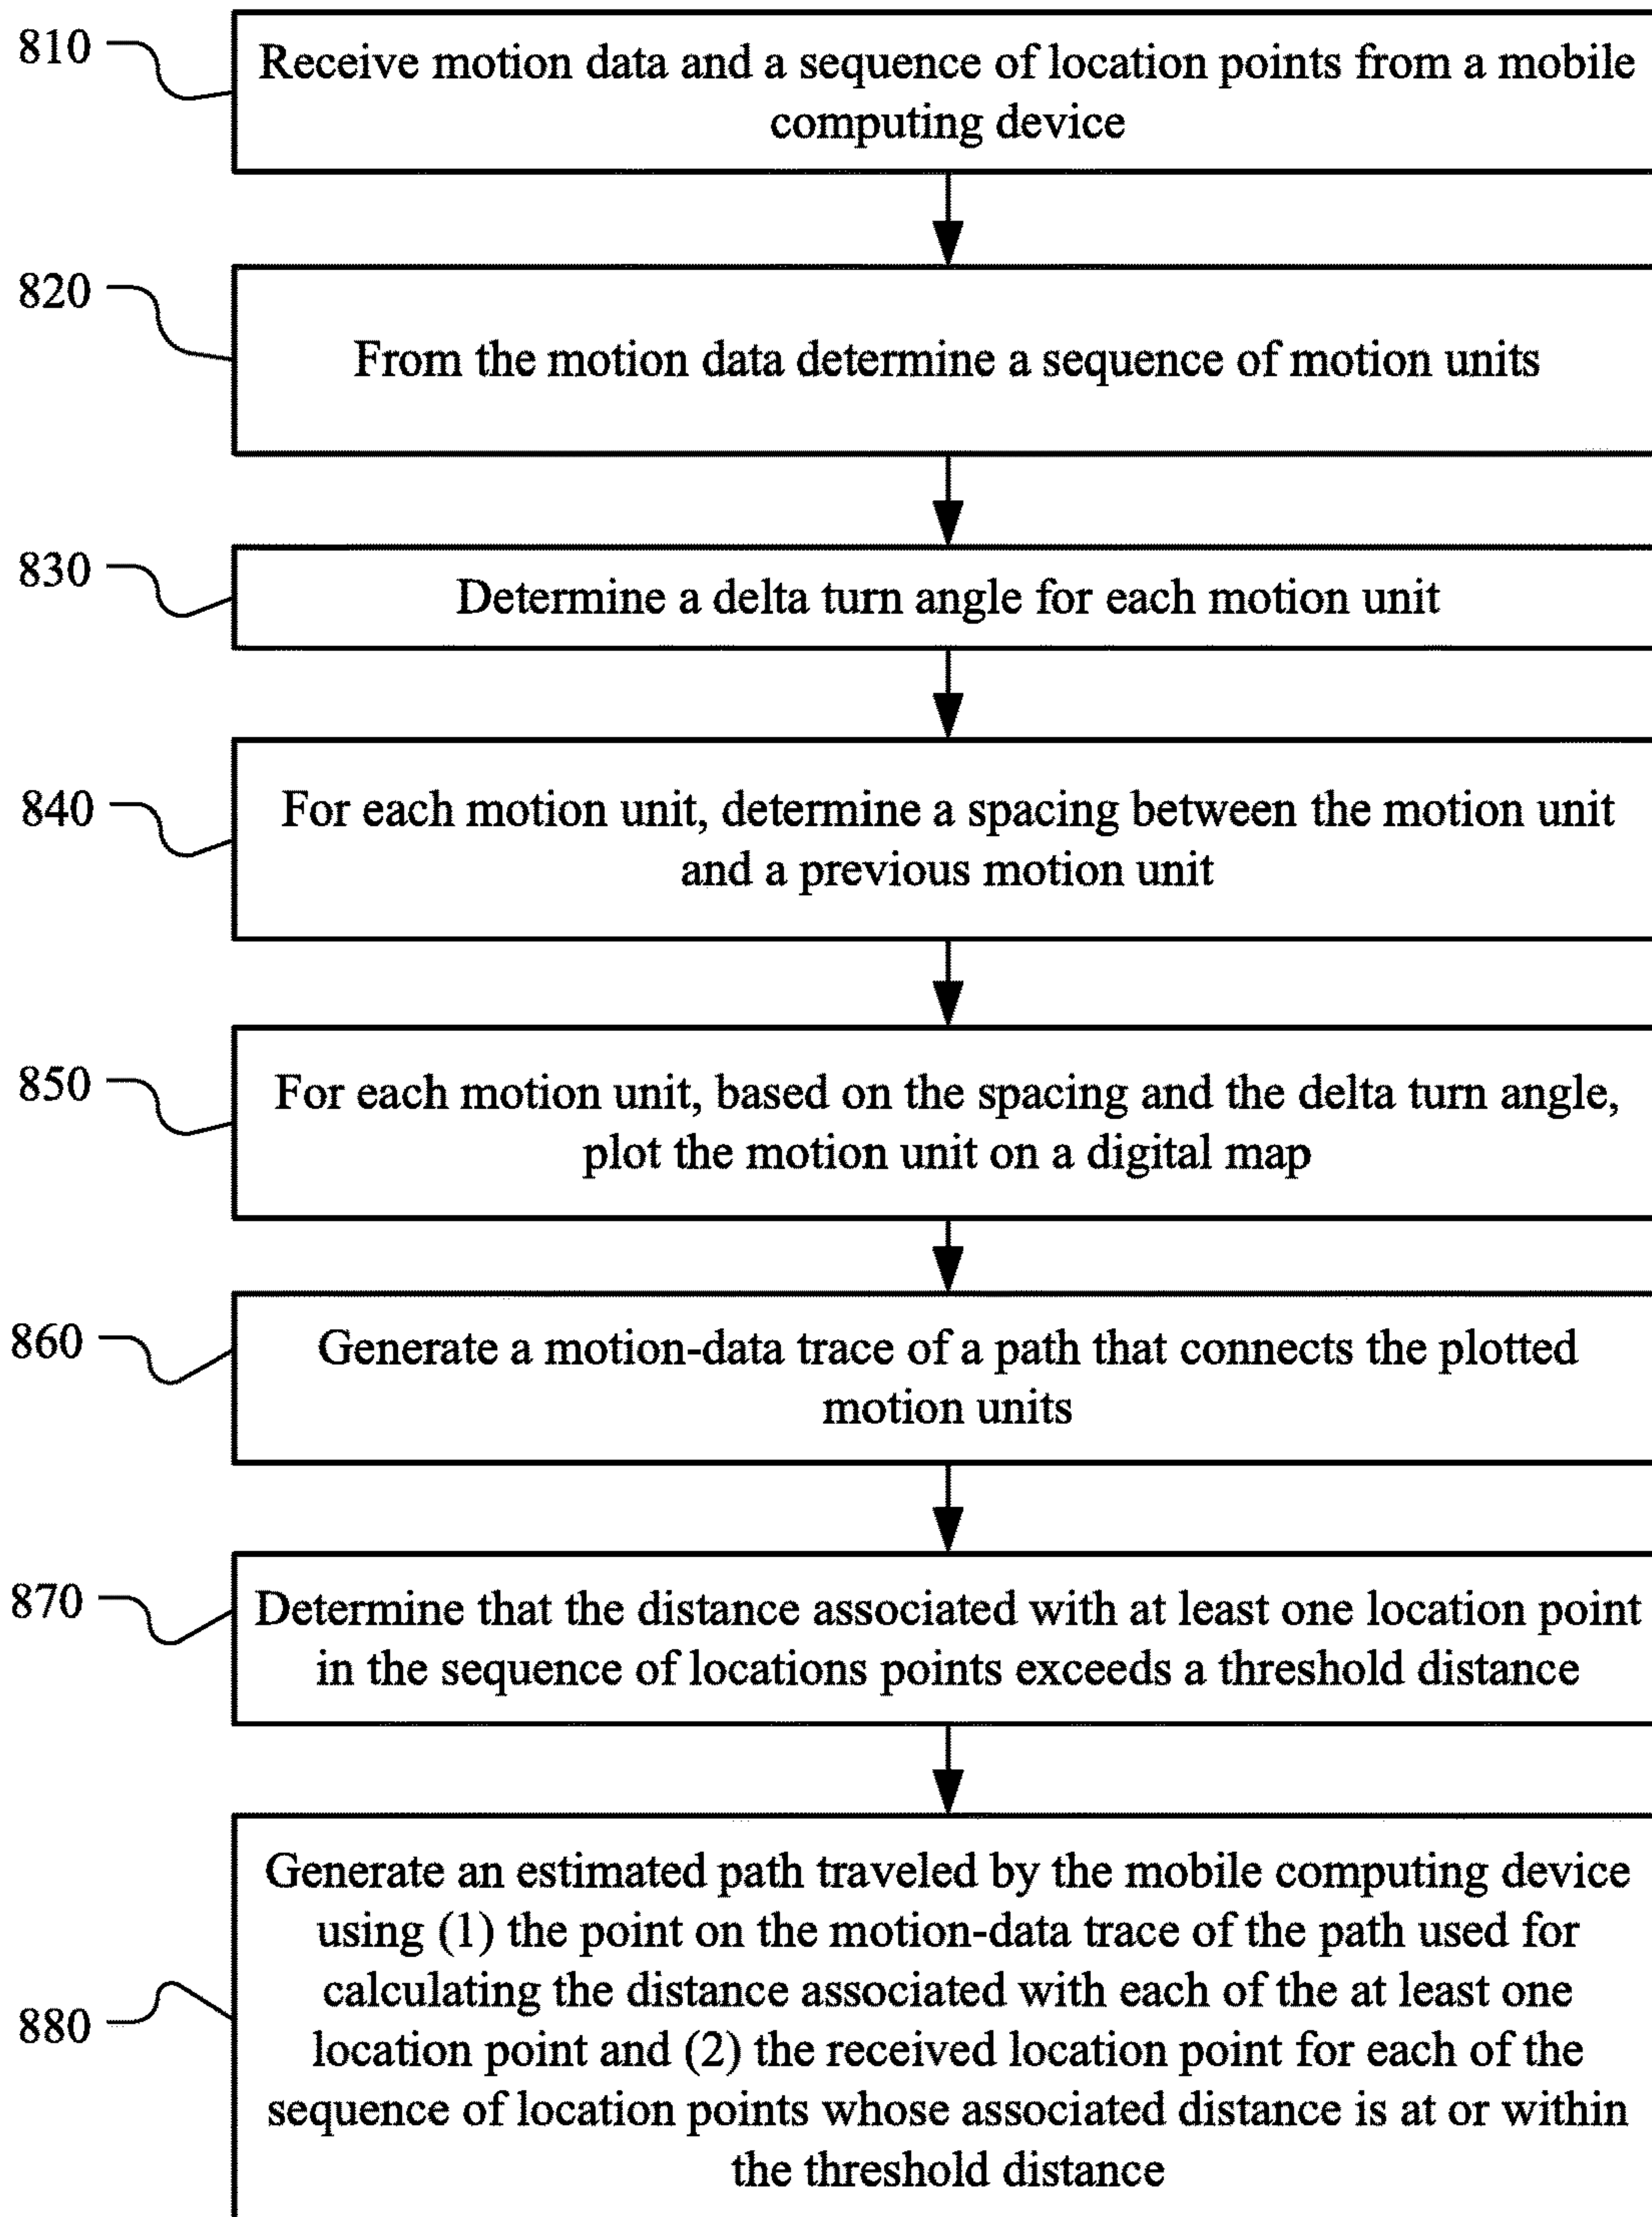 810
Receive motion data and a sequence of location points from a mobile
computing device
820
From the motion data determine a sequence of motion units
830
Determine a delta turn angle for each motion unit
840
For each motion unit, determine a spacing between the motion unit
and a previous motion unit
850
For each motion unit, based on the spacing and the delta turn angle,
plot the motion unit on a digital map
860
Generate a motion-data trace of a path that connects the plotted
motion units
870
Determine that the distance associated with at least one location point
in the sequence of locations points exceeds a threshold distance
880
Generate an estimated path traveled by the mobile computing device
using (1) the point on the motion-data trace of the path used for
calculating the distance associated with each of the at least one
location point and (2) the received location point for each of the
sequence of location points whose associated distance is at or within
the threshold distance